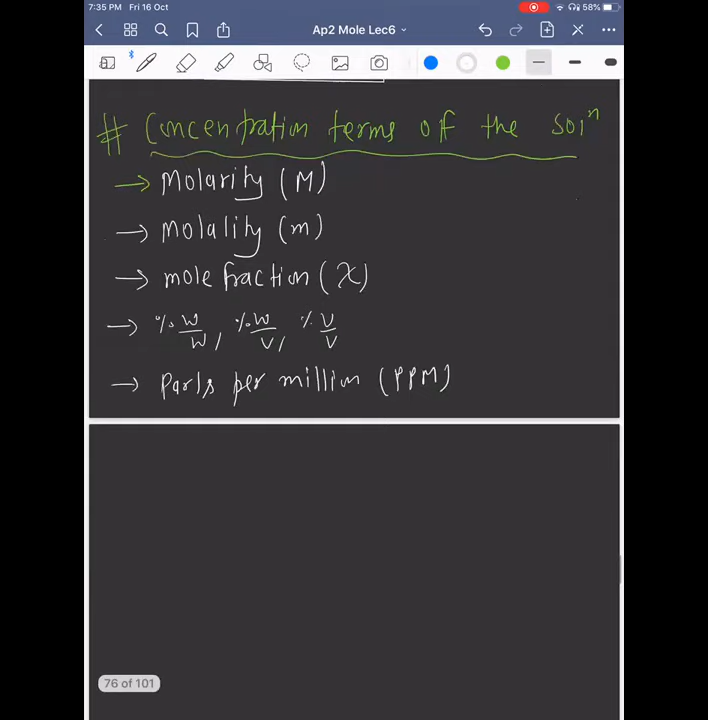 7:35 PM Fri 16 Oct 58%
Ap2 Mole Lec6
# Concentration terms of the Solⁿ
→ Molarity (M)
→ Molality (m)
→ mole fraction (χ)
→ % W/W, % W/V, % V/V
→ Parts per million (PPM)
76 of 101